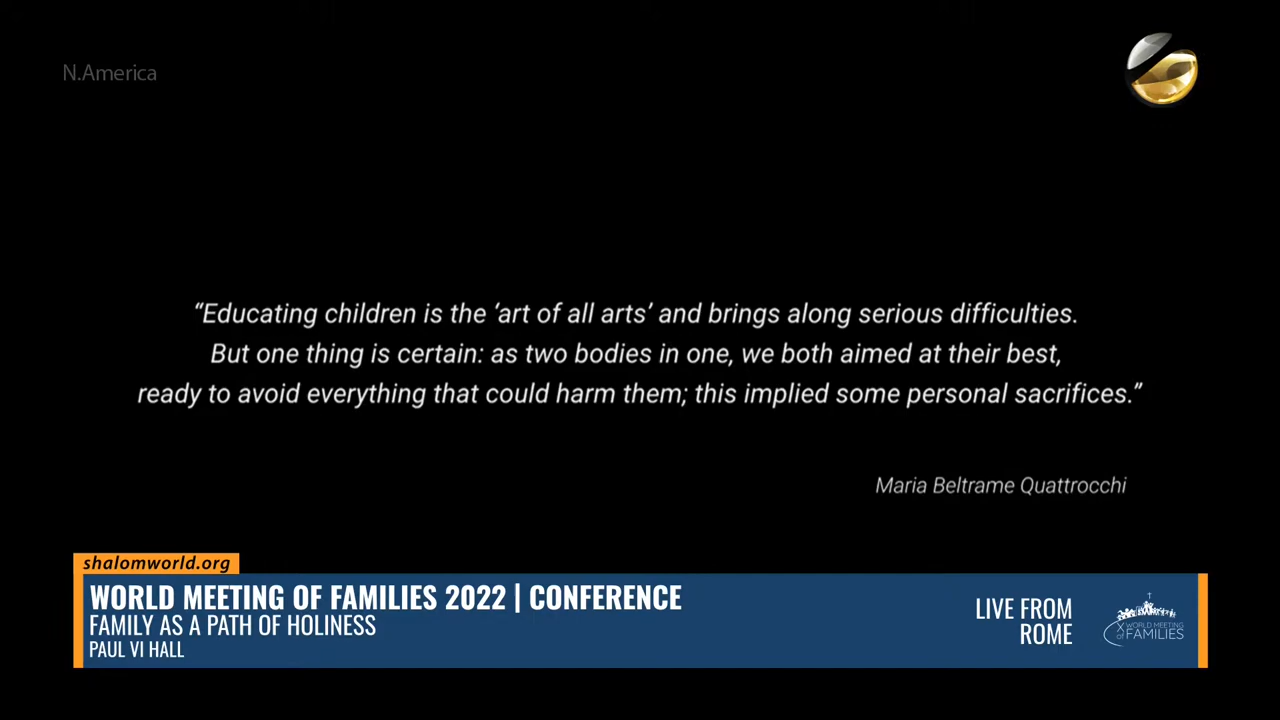 N.America
“Educating children is the ‘art of all arts’ and brings along serious difficulties.
But one thing is certain: as two bodies in one, we both aimed at their best,
ready to avoid everything that could harm them; this implied some personal sacrifices.”
Maria Beltrame Quattrocchi
shalomworld.org
WORLD MEETING OF FAMILIES 2022 | CONFERENCE
FAMILY AS A PATH OF HOLINESS
PAUL VI HALL
LIVE FROM
ROME
X WORLD MEETING
of FAMILIES